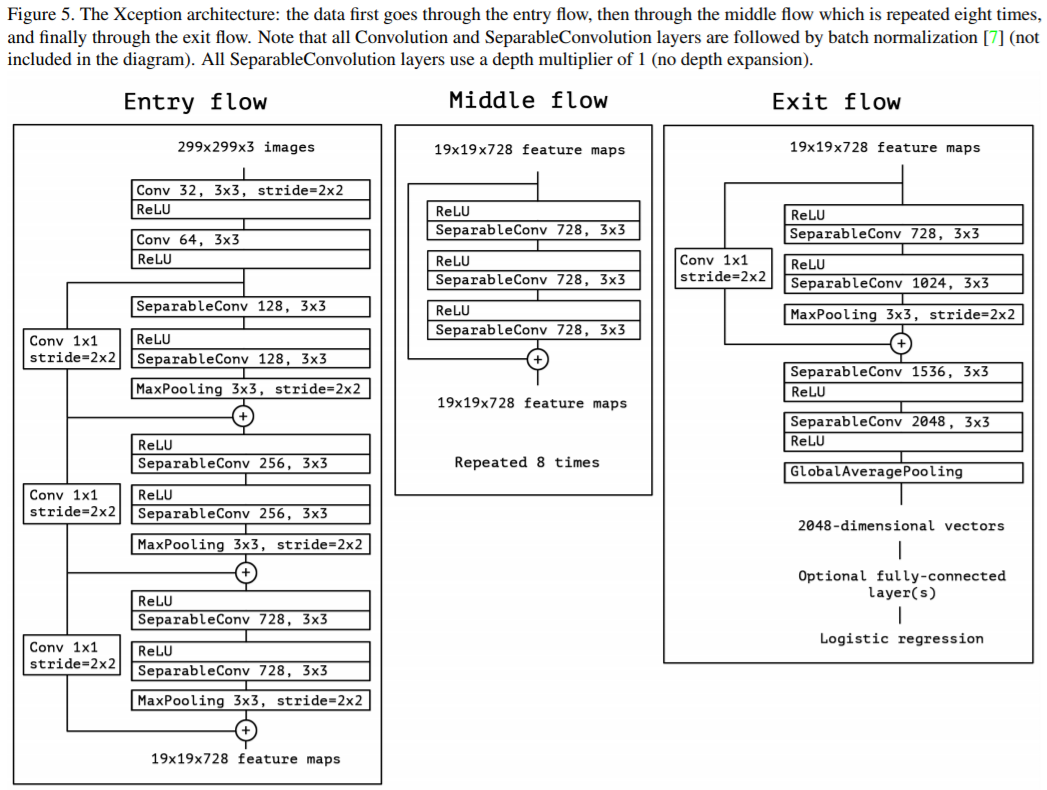 Figure 5. The Xception architecture: the data first goes through the entry flow, then through the middle flow which is repeated eight times,
and finally through the exit flow. Note that all Convolution and SeparableConvolution layers are followed by batch normalization [7] (not
included in the diagram). All SeparableConvolution layers use a depth multiplier of 1 (no depth expansion).
Entry flow
299x299x3 images
Conv 32, 3x3, stride=2x2
ReLU
Conv 64, 3x3
ReLU
SeparableConv 128, 3x3
Conv 1x1
stride=2x2
ReLU
SeparableConv 128, 3x3
MaxPooling 3x3, stride=2x2
+
ReLU
SeparableConv 256, 3x3
Conv 1x1
stride=2x2
ReLU
SeparableConv 256, 3x3
MaxPooling 3x3, stride=2x2
+
ReLU
SeparableConv 728, 3x3
Conv 1x1
stride=2x2
ReLU
SeparableConv 728, 3x3
MaxPooling 3x3, stride=2x2
+
19x19x728 feature maps
Middle flow
19x19x728 feature maps
ReLU
SeparableConv 728, 3x3
ReLU
SeparableConv 728, 3x3
ReLU
SeparableConv 728, 3x3
+
19x19x728 feature maps
Repeated 8 times
Exit flow
19x19x728 feature maps
ReLU
SeparableConv 728, 3x3
Conv 1x1
stride=2x2
ReLU
SeparableConv 1024, 3x3
MaxPooling 3x3, stride=2x2
+
SeparableConv 1536, 3x3
ReLU
SeparableConv 2048, 3x3
ReLU
GlobalAveragePooling
2048-dimensional vectors
Optional fully-connected
layer(s)
Logistic regression